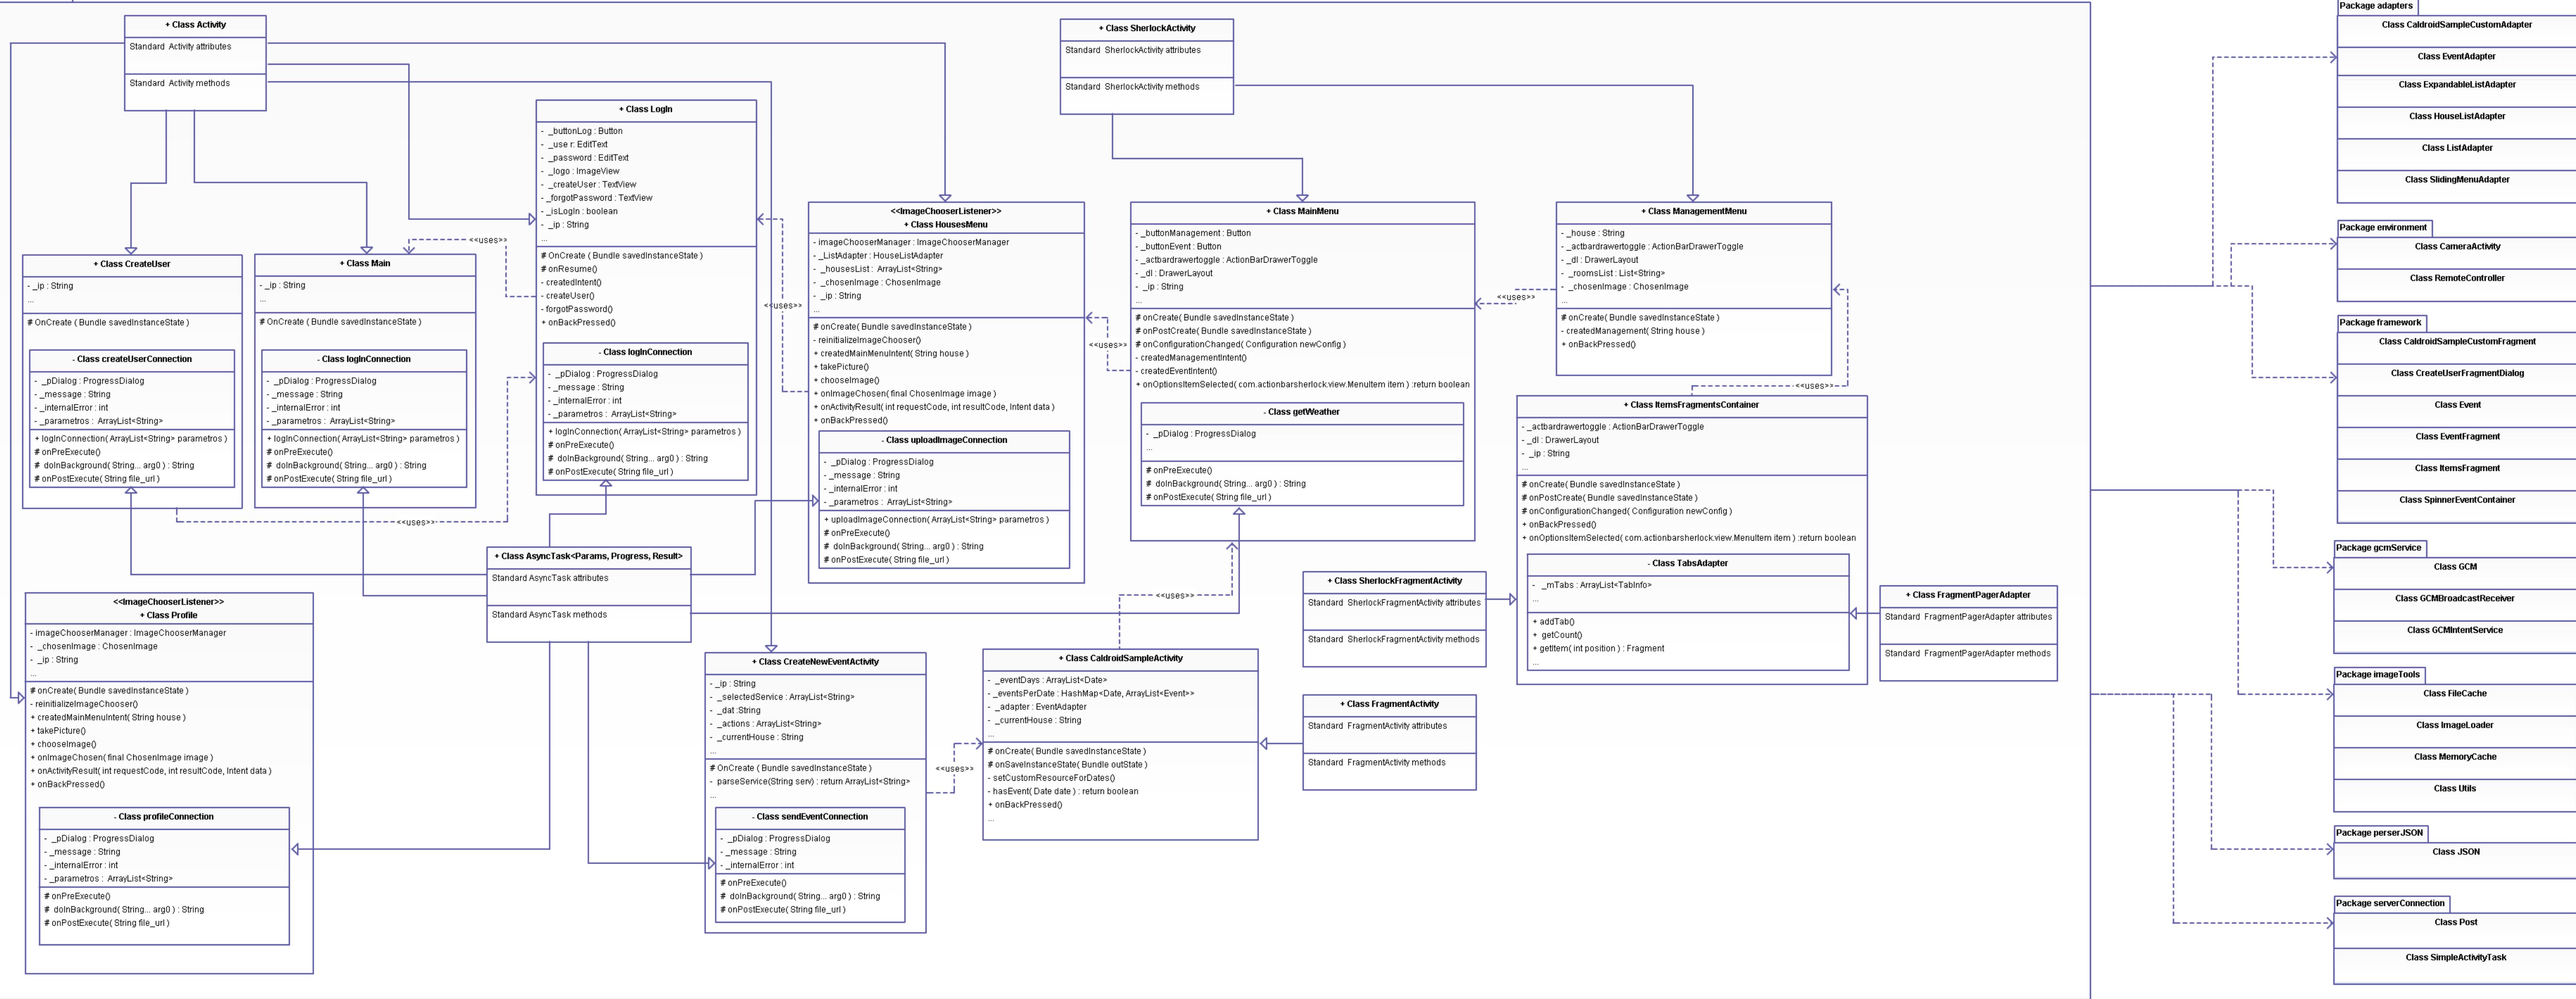 + Class Activity
Standard Activity attributes
Standard Activity methods
+ Class SherlockActivity
Standard SherlockActivity attributes
Standard SherlockActivity methods
+ Class LogIn
- _buttonLog : Button
- _use r: EditText
- _password : EditText
- _logo : ImageView
- _createUser : TextView
- _forgotPassword : TextView
- _isLogIn : boolean
- _ip : String
...
# OnCreate ( Bundle savedInstanceState )
# onResume()
- createdIntent()
- createUser()
- forgotPassword()
+ onBackPressed()
- Class logInConnection
- _pDialog : ProgressDialog
- _message : String
- _internalError : int
- _parametros : ArrayList<String>
+ logInConnection( ArrayList<String> parametros )
# onPreExecute()
# doInBackground( String... arg0 ) : String
# onPostExecute( String file_url )
+ Class CreateUser
- _ip : String
...
# OnCreate ( Bundle savedInstanceState )
- Class createUserConnection
- _pDialog : ProgressDialog
- _message : String
- _internalError : int
- _parametros : ArrayList<String>
+ logInConnection( ArrayList<String> parametros )
# onPreExecute()
# doInBackground( String... arg0 ) : String
# onPostExecute( String file_url )
+ Class Main
- _ip : String
...
# OnCreate ( Bundle savedInstanceState )
- Class logInConnection
- _pDialog : ProgressDialog
- _message : String
- _internalError : int
- _parametros : ArrayList<String>
+ logInConnection( ArrayList<String> parametros )
# onPreExecute()
# doInBackground( String... arg0 ) : String
# onPostExecute( String file_url )
<<uses>>
<<uses>>
<<uses>>
<<ImageChooserListener>>
+ Class HousesMenu
- imageChooserManager : ImageChooserManager
- _ListAdapter : HouseListAdapter
- _housesList : ArrayList<String>
- _chosenImage : ChosenImage
- _ip : String
...
# onCreate( Bundle savedInstanceState )
- reinitializeImageChooser()
+ createdMainMenuIntent( String house )
+ takePicture()
+ chooseImage()
+ onImageChosen( final ChosenImage image )
+ onActivityResult( int requestCode, int resultCode, Intent data )
+ onBackPressed()
- Class uploadImageConnection
- _pDialog : ProgressDialog
- _message : String
- _internalError : int
- _parametros : ArrayList<String>
+ uploadImageConnection( ArrayList<String> parametros )
# onPreExecute()
# doInBackground( String... arg0 ) : String
# onPostExecute( String file_url )
<<uses>>
+ Class MainMenu
- _buttonManagement : Button
- _buttonEvent : Button
- _actbardrawertoggle : ActionBarDrawerToggle
- _dl : DrawerLayout
- _ip : String
...
# onCreate( Bundle savedInstanceState )
# onPostCreate( Bundle savedInstanceState )
# onConfigurationChanged( Configuration newConfig )
- createdManagementIntent()
- createdEventIntent()
+ onOptionsItemSelected( com.actionbarsherlock.view.MenuItem item ) :return boolean
- Class getWeather
- _pDialog : ProgressDialog
...
# onPreExecute()
# doInBackground( String... arg0 ) : String
# onPostExecute( String file_url )
<<uses>>
+ Class ManagementMenu
- _house : String
- _actbardrawertoggle : ActionBarDrawerToggle
- _dl : DrawerLayout
- _roomsList : List<String>
- _chosenImage : ChosenImage
...
# onCreate( Bundle savedInstanceState )
- createdManagement( String house )
+ onBackPressed()
<<uses>>
+ Class ItemsFragmentsContainer
- _actbardrawertoggle : ActionBarDrawerToggle
- _dl : DrawerLayout
- _ip : String
...
# onCreate( Bundle savedInstanceState )
# onPostCreate( Bundle savedInstanceState )
# onConfigurationChanged( Configuration newConfig )
+ onBackPressed()
+ onOptionsItemSelected( com.actionbarsherlock.view.MenuItem item ) :return boolean
- Class TabsAdapter
- _mTabs : ArrayList<TabInfo>
...
+ addTab()
+ getCount()
+ getItem( int position ) : Fragment
...
+ Class AsyncTask<Params, Progress, Result>
Standard AsyncTask attributes
Standard AsyncTask methods
+ Class SherlockFragmentActivity
Standard SherlockFragmentActivity attributes
Standard SherlockFragmentActivity methods
+ Class FragmentPagerAdapter
Standard FragmentPagerAdapter attributes
Standard FragmentPagerAdapter methods
<<ImageChooserListener>>
+ Class Profile
- imageChooserManager : ImageChooserManager
- _chosenImage : ChosenImage
- _ip : String
...
# onCreate( Bundle savedInstanceState )
- reinitializeImageChooser()
+ createdMainMenuIntent( String house )
+ takePicture()
+ chooseImage()
+ onImageChosen( final ChosenImage image )
+ onActivityResult( int requestCode, int resultCode, Intent data )
+ onBackPressed()
- Class profileConnection
- _pDialog : ProgressDialog
- _message : String
- _internalError : int
- _parametros : ArrayList<String>
# onPreExecute()
# doInBackground( String... arg0 ) : String
# onPostExecute( String file_url )
+ Class CreateNewEventActivity
- _ip : String
- _selectedService : ArrayList<String>
- _dat :String
- _actions : ArrayList<String>
- _currentHouse : String
...
# OnCreate ( Bundle savedInstanceState )
- parseService(String serv) : return ArrayList<String>
...
- Class sendEventConnection
- _pDialog : ProgressDialog
- _message : String
- _internalError : int
# onPreExecute()
# doInBackground( String... arg0 ) : String
# onPostExecute( String file_url )
<<uses>>
<<uses>>
+ Class CaldroidSampleActivity
- _eventDays : ArrayList<Date>
- _eventsPerDate : HashMap<Date, ArrayList<Event>>
- _adapter : EventAdapter
- _currentHouse : String
...
# onCreate( Bundle savedInstanceState )
# onSaveInstanceState( Bundle outState )
- setCustomResourceForDates()
- hasEvent( Date date ) : return boolean
+ onBackPressed()
...
+ Class FragmentActivity
Standard FragmentActivity attributes
Standard FragmentActivity methods
Package adapters
Class CaldroidSampleCustomAdapter
Class EventAdapter
Class ExpandableListAdapter
Class HouseListAdapter
Class ListAdapter
Class SlidingMenuAdapter
Package environment
Class CameraActivity
Class RemoteController
Package framework
Class CaldroidSampleCustomFragment
Class CreateUserFragmentDialog
Class Event
Class EventFragment
Class ItemsFragment
Class SpinnerEventContainer
Package gcmService
Class GCM
Class GCMBroadcastReceiver
Class GCMIntentService
Package imageTools
Class FileCache
Class ImageLoader
Class MemoryCache
Class Utils
Package perserJSON
Class JSON
Package serverConnection
Class Post
Class SimpleActivityTask